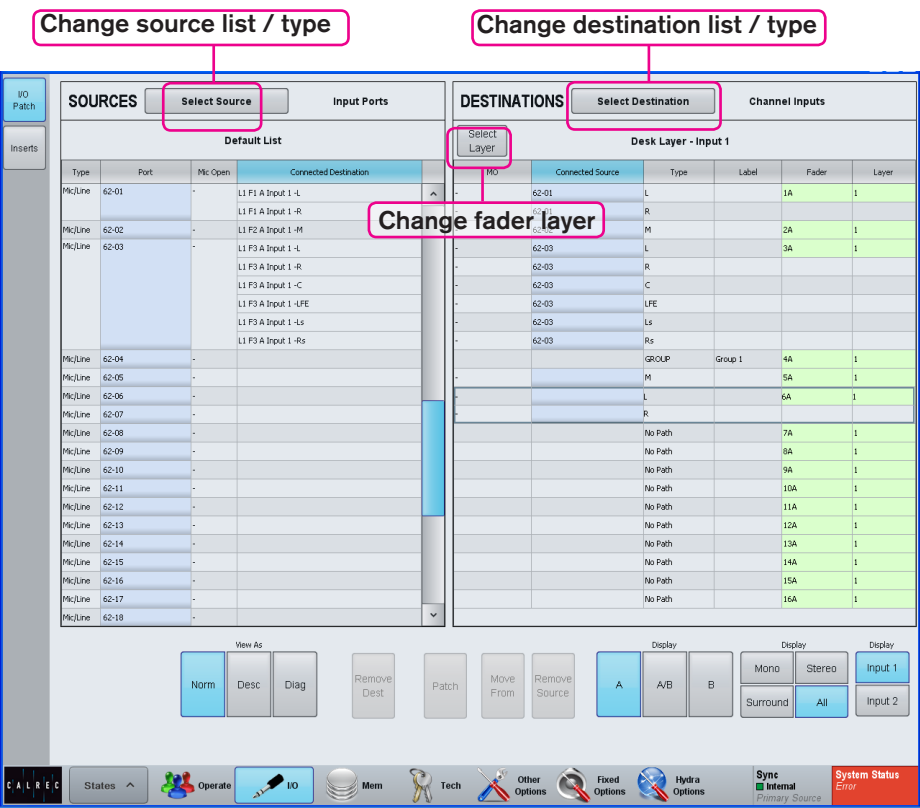 Change source list / type
Change destination list / type
I/O
Patch
Inserts
SOURCES Select Source Input Ports
Default List
Type Port Mic Open Connected Destination
Mic/Line 62-01 - L1 F1 A Input 1 -L
L1 F1 A Input 1 -R
Mic/Line 62-02 - L1 F2 A Input 1 -M
Mic/Line 62-03 - L1 F3 A Input 1 -L
L1 F3 A Input 1 -R
L1 F3 A Input 1 -C
L1 F3 A Input 1 -LFE
L1 F3 A Input 1 -Ls
L1 F3 A Input 1 -Rs
Mic/Line 62-04 -
Mic/Line 62-05 -
Mic/Line 62-06 -
Mic/Line 62-07 -
Mic/Line 62-08 -
Mic/Line 62-09 -
Mic/Line 62-10 -
Mic/Line 62-11 -
Mic/Line 62-12 -
Mic/Line 62-13 -
Mic/Line 62-14 -
Mic/Line 62-15 -
Mic/Line 62-16 -
Mic/Line 62-17 -
Mic/Line 62-18 -
DESTINATIONS Select Destination Channel Inputs
Select
Layer
Desk Layer - Input 1
MO Connected Source Type Label Fader Layer
- 62-01 L 1A 1
62-01 R
Change fader layer
62-02 M 2A 1
- 62-03 L 3A 1
- 62-03 R
- 62-03 C
- 62-03 LFE
- 62-03 Ls
- 62-03 Rs
GROUP Group 1 4A 1
- M 5A 1
- L 6A 1
- R
No Path 7A 1
No Path 8A 1
No Path 9A 1
No Path 10A 1
No Path 11A 1
No Path 12A 1
No Path 13A 1
No Path 14A 1
No Path 15A 1
No Path 16A 1
View As
Norm Desc Diag
Remove
Dest
Patch
Move
From
Remove
Source
Display
A A/B B
Display
Mono Stereo
Surround All
Display
Input 1
Input 2
CALREC
States
Operate
I/O
Mem
Tech
Other
Options
Fixed
Options
Hydra
Options
Sync
Internal
Primary Source
System Status
Error